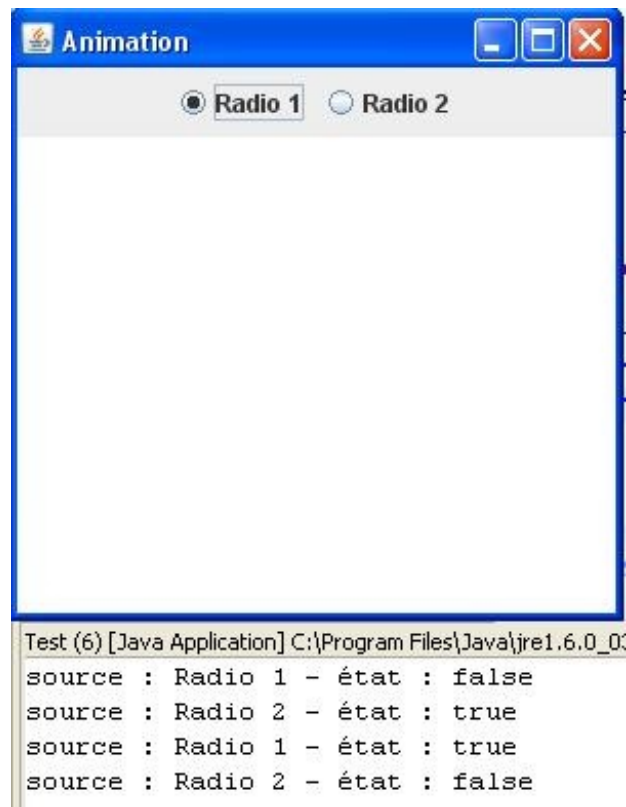 Animation
Radio 1 Radio 2
Test (6) [Java Application] C:\Program Files\Java\jre1.6.0_03
source : Radio 1 - état : false
source : Radio 2 - état : true
source : Radio 1 - état : true
source : Radio 2 - état : false